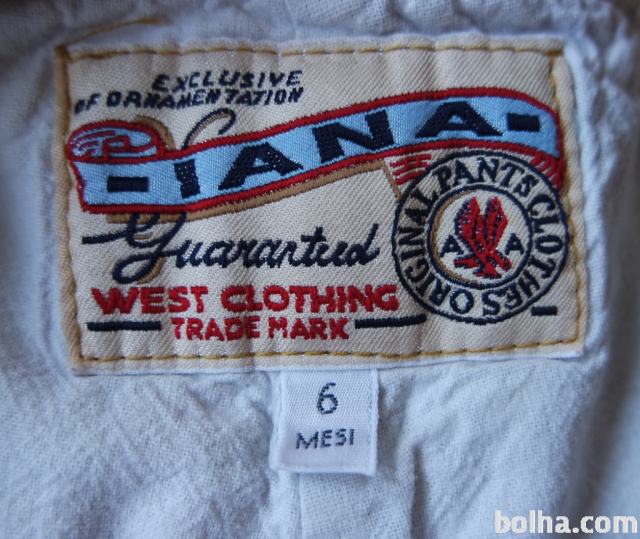 EXCLUSIVE
OF ORNAMENTATION
-IANA-
Guaranteed
WEST CLOTHING
TRADE MARK
ORIGINAL PANTS CLOTHES
A A
6
MESI
bolha.com